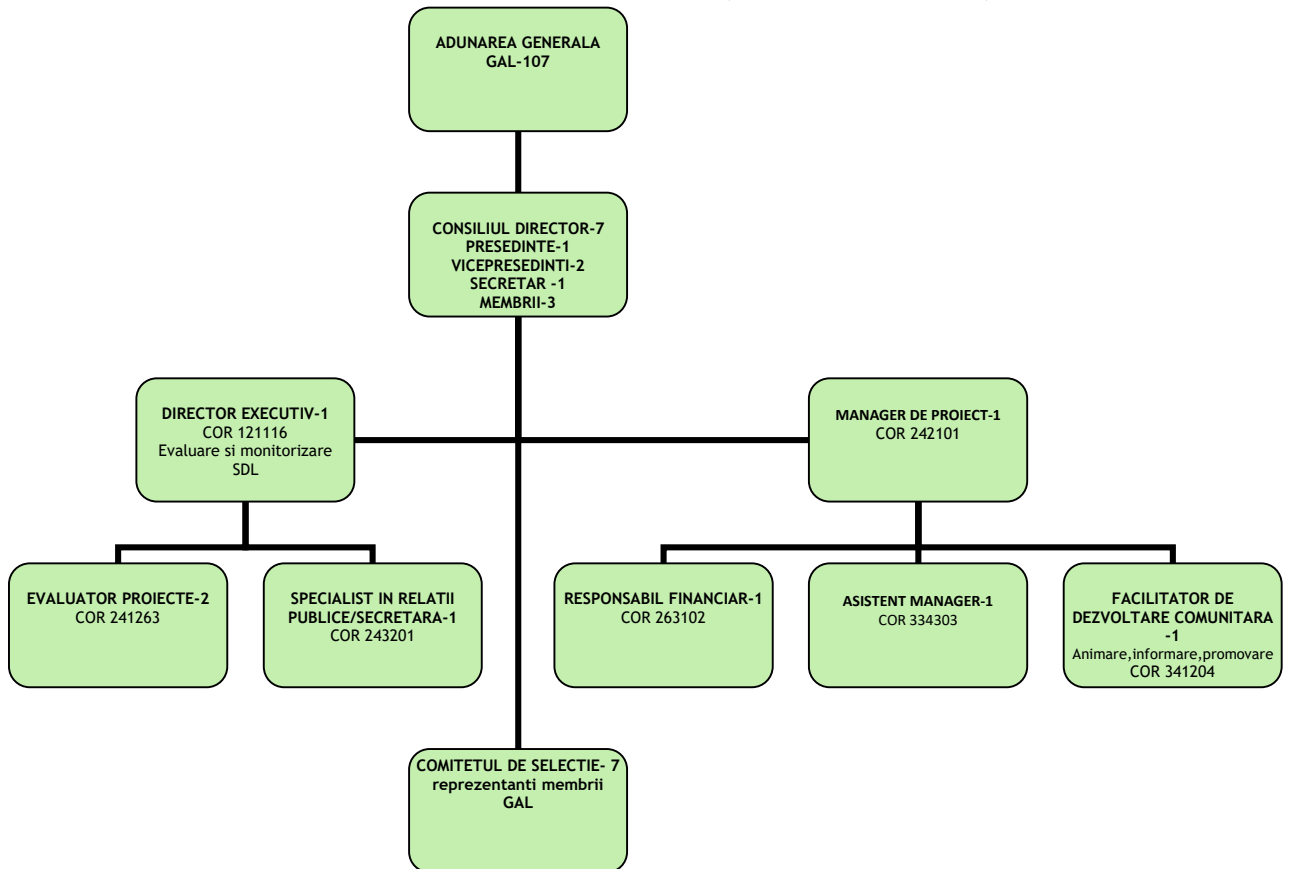 ADUNAREA GENERALA
GAL-107
CONSILIUL DIRECTOR-7
PRESEDINTE-1
VICEPRESEDINTI-2
SECRETAR -1
MEMBRII-3
DIRECTOR EXECUTIV-1
COR 121116
Evaluare si monitorizare
SDL
MANAGER DE PROIECT-1
COR 242101
EVALUATOR PROIECTE-2
COR 241263
SPECIALIST IN RELATII
PUBLICE/SECRETARA-1
COR 243201
RESPONSABIL FINANCIAR-1
COR 263102
ASISTENT MANAGER-1
COR 334303
FACILITATOR DE
DEZVOLTARE COMUNITARA
-1
Animare,informare,promovare
COR 341204
COMITETUL DE SELECTIE- 7
reprezentanti membrii
GAL